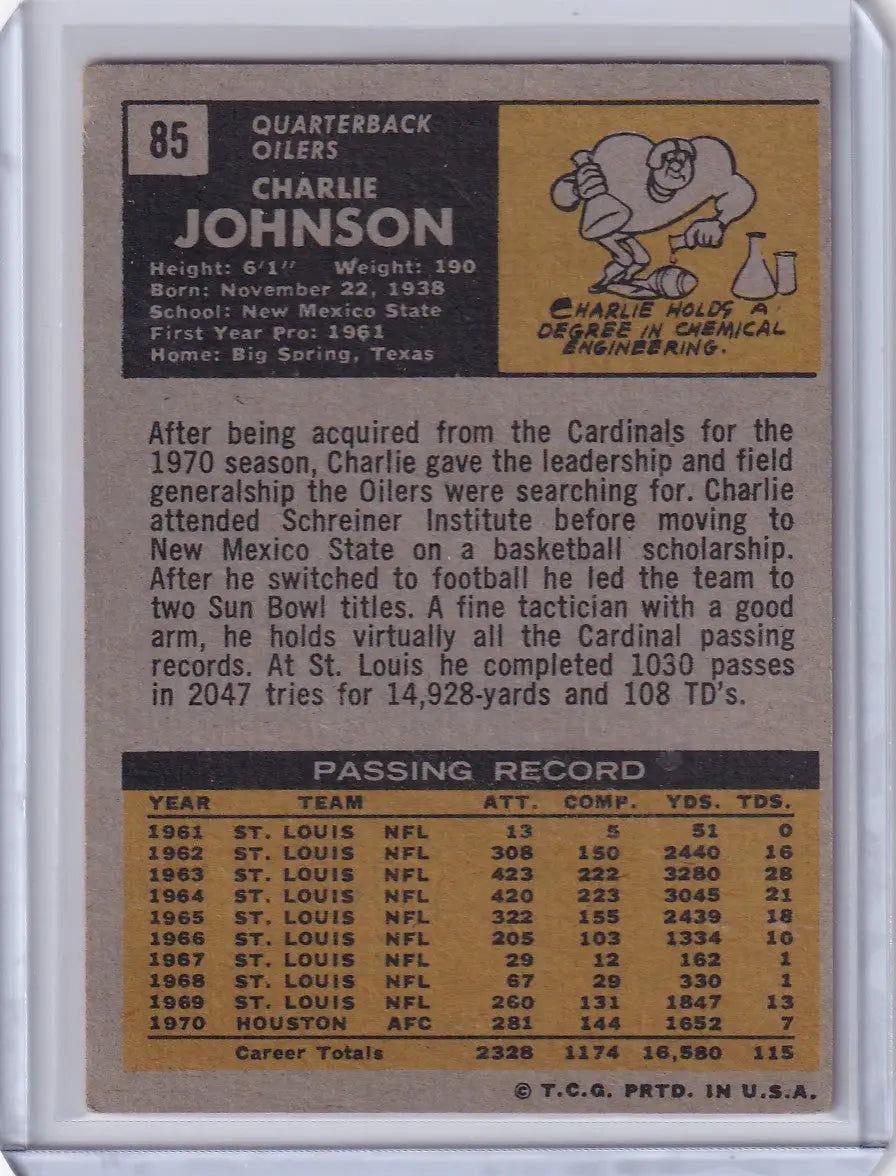 85
QUARTERBACK
OILERS
CHARLIE
JOHNSON
Height: 6'1" Weight: 190
Born: November 22, 1938
School: New Mexico State
First Year Pro: 1961
Home: Big Spring, Texas
CHARLIE HOLDS A
DEGREE IN CHEMICAL
ENGINEERING.
After being acquired from the Cardinals for the
1970 season, Charlie gave the leadership and field
generalship the Oilers were searching for. Charlie
attended Schreiner Institute before moving to
New Mexico State on a basketball scholarship.
After he switched to football he led the team to
two Sun Bowl titles. A fine tactician with a good
arm, he holds virtually all the Cardinal passing
records. At St. Louis he completed 1030 passes
in 2047 tries for 14,928-yards and 108 TD's.
PASSING RECORD
YEAR TEAM ATT. COMP. YDS. TDS.
1961 ST. LOUIS NFL 13 5 51 0
1962 ST. LOUIS NFL 308 150 2440 16
1963 ST. LOUIS NFL 423 222 3280 28
1964 ST. LOUIS NFL 420 223 3045 21
1965 ST. LOUIS NFL 322 155 2439 18
1966 ST. LOUIS NFL 205 103 1334 10
1967 ST. LOUIS NFL 29 12 162 1
1968 ST. LOUIS NFL 67 29 330 1
1969 ST. LOUIS NFL 260 131 1847 13
1970 HOUSTON AFC 281 144 1652 7
Career Totals 2328 1174 16,580 115
© T.C.G. PRTD. IN U.S.A.